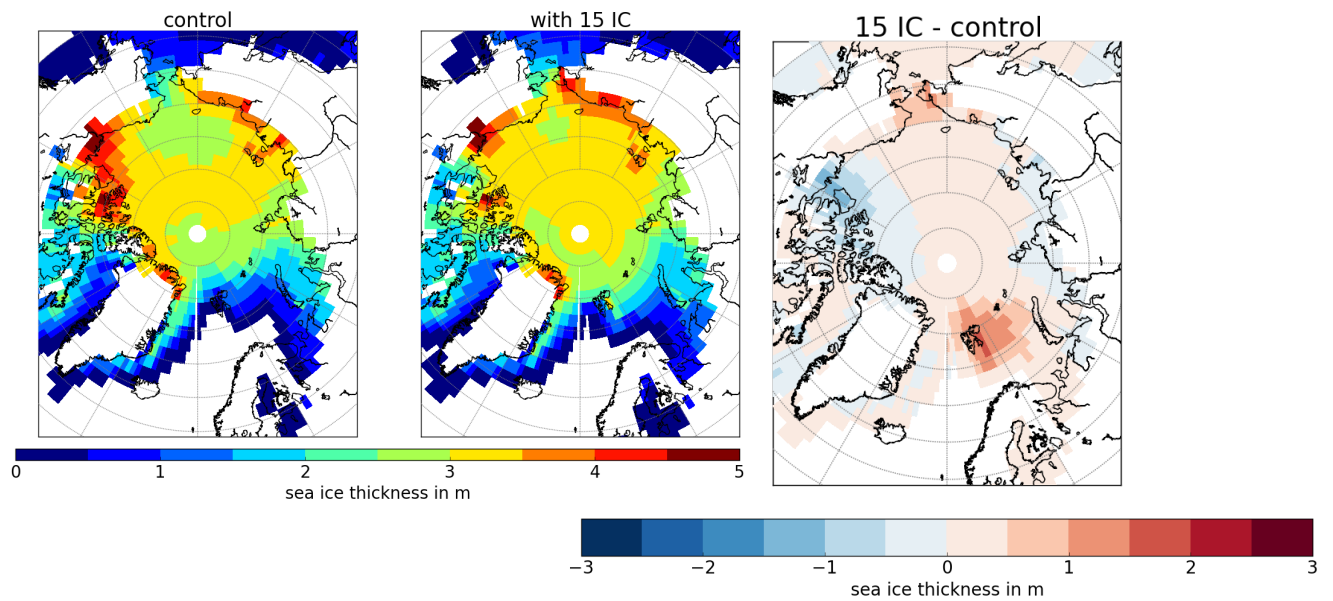 control
with 15 IC
15 IC - control
0 1 2 3 4 5
sea ice thickness in m
−3 −2 −1 0 1 2 3
sea ice thickness in m